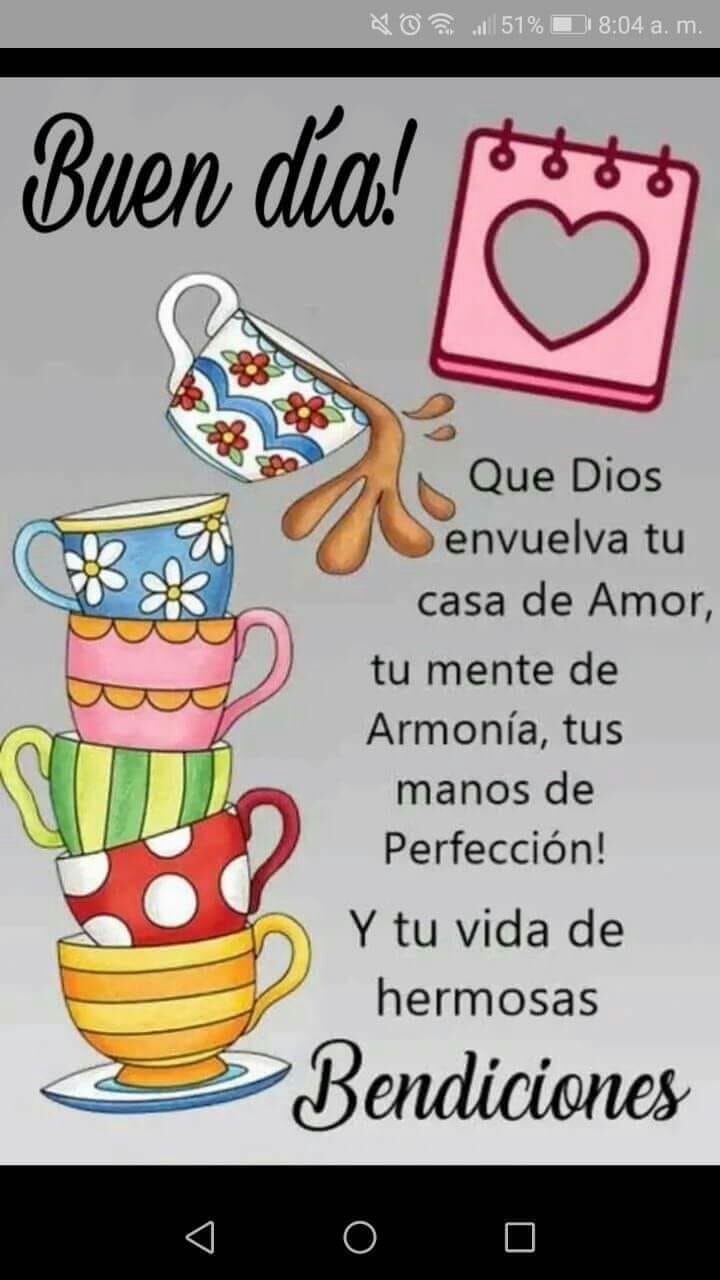 51% 8:04 a. m.
Buen día!
Que Dios
envuelva tu
casa de Amor,
tu mente de
Armonía, tus
manos de
Perfección!
Y tu vida de
hermosas
Bendiciones